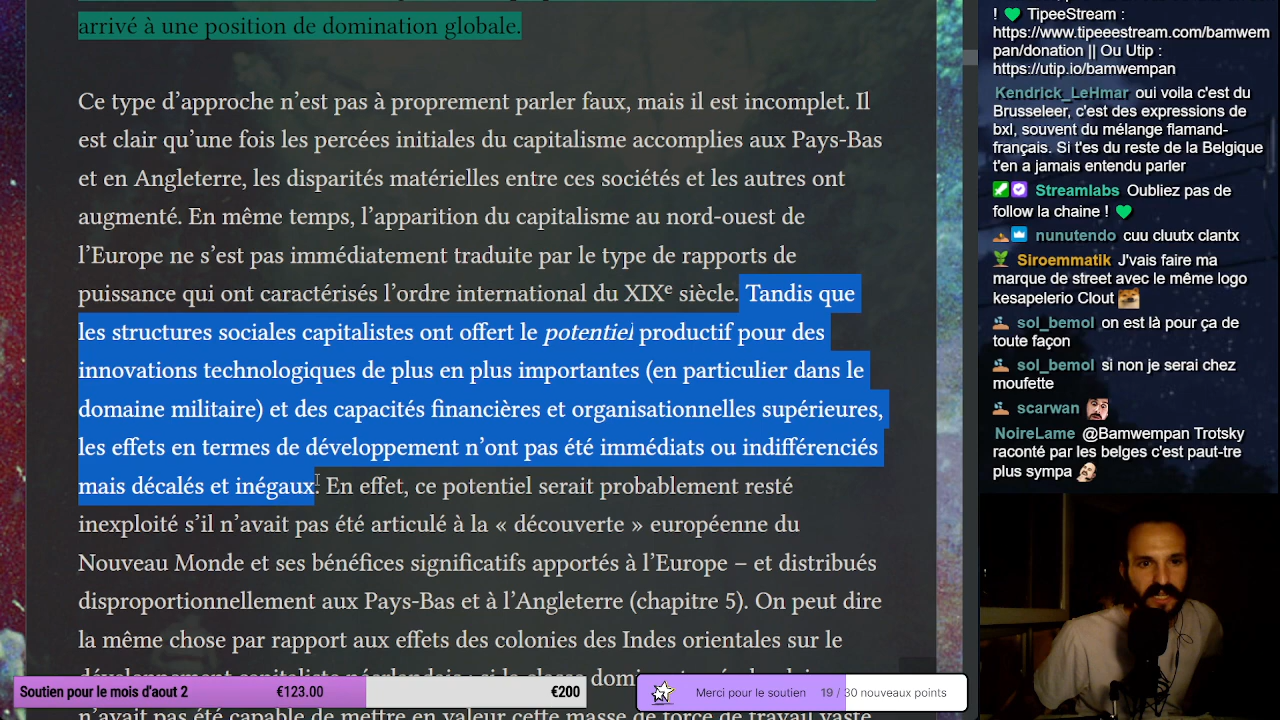 arrivé à une position de domination globale.
Ce type d’approche n’est pas à proprement parler faux, mais il est incomplet. Il
est clair qu’une fois les percées initiales du capitalisme accomplies aux Pays-Bas
et en Angleterre, les disparités matérielles entre ces sociétés et les autres ont
augmenté. En même temps, l’apparition du capitalisme au nord-ouest de
l’Europe ne s’est pas immédiatement traduite par le type de rapports de
puissance qui ont caractérisés l’ordre international du XIXe siècle. Tandis que
les structures sociales capitalistes ont offert le potentiel productif pour des
innovations technologiques de plus en plus importantes (en particulier dans le
domaine militaire) et des capacités financières et organisationnelles supérieures,
les effets en termes de développement n’ont pas été immédiats ou indifférenciés
mais décalés et inégaux. En effet, ce potentiel serait probablement resté
inexploité s’il n’avait pas été articulé à la « découverte » européenne du
Nouveau Monde et ses bénéfices significatifs apportés à l’Europe – et distribués
disproportionnellement aux Pays-Bas et à l’Angleterre (chapitre 5). On peut dire
la même chose par rapport aux effets des colonies des Indes orientales sur le
n’avait pas été capable de mettre en valeur cette masse de force de travail vaste
Soutien pour le mois d'aout 2 €123.00 €200
Merci pour le soutien 19 / 30 nouveaux points
! TipeeStream :
https://www.tipeeestream.com/bamwem
pan/donation || Ou Utip :
https://utip.io/bamwempan
Kendrick_LeHmar oui voila c'est du
Brusseleer, c'est des expressions de
bxl, souvent du mélange flamand-
français. Si t'es du reste de la Belgique
t'en a jamais entendu parler
Streamlabs Oubliez pas de
follow la chaine !
nunutendo cuu cluutx clantx
Siroemmatik J'vais faire ma
marque de street avec le même logo
kesapelerio Clout
sol_bemol on est là pour ça de
toute façon
sol_bemol si non je serai chez
moufette
scarwan
NoireLame @Bamwempan Trotsky
raconté par les belges c'est paut-tre
plus sympa